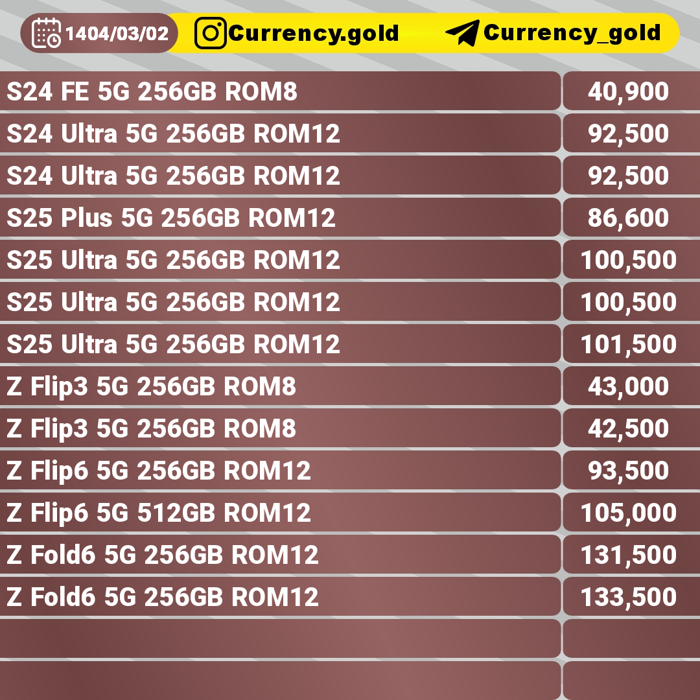 1404/03/02 Currency.gold Currency_gold
S24 FE 5G 256GB ROM8 40,900
S24 Ultra 5G 256GB ROM12 92,500
S24 Ultra 5G 256GB ROM12 92,500
S25 Plus 5G 256GB ROM12 86,600
S25 Ultra 5G 256GB ROM12 100,500
S25 Ultra 5G 256GB ROM12 100,500
S25 Ultra 5G 256GB ROM12 101,500
Z Flip3 5G 256GB ROM8 43,000
Z Flip3 5G 256GB ROM8 42,500
Z Flip6 5G 256GB ROM12 93,500
Z Flip6 5G 512GB ROM12 105,000
Z Fold6 5G 256GB ROM12 131,500
Z Fold6 5G 256GB ROM12 133,500